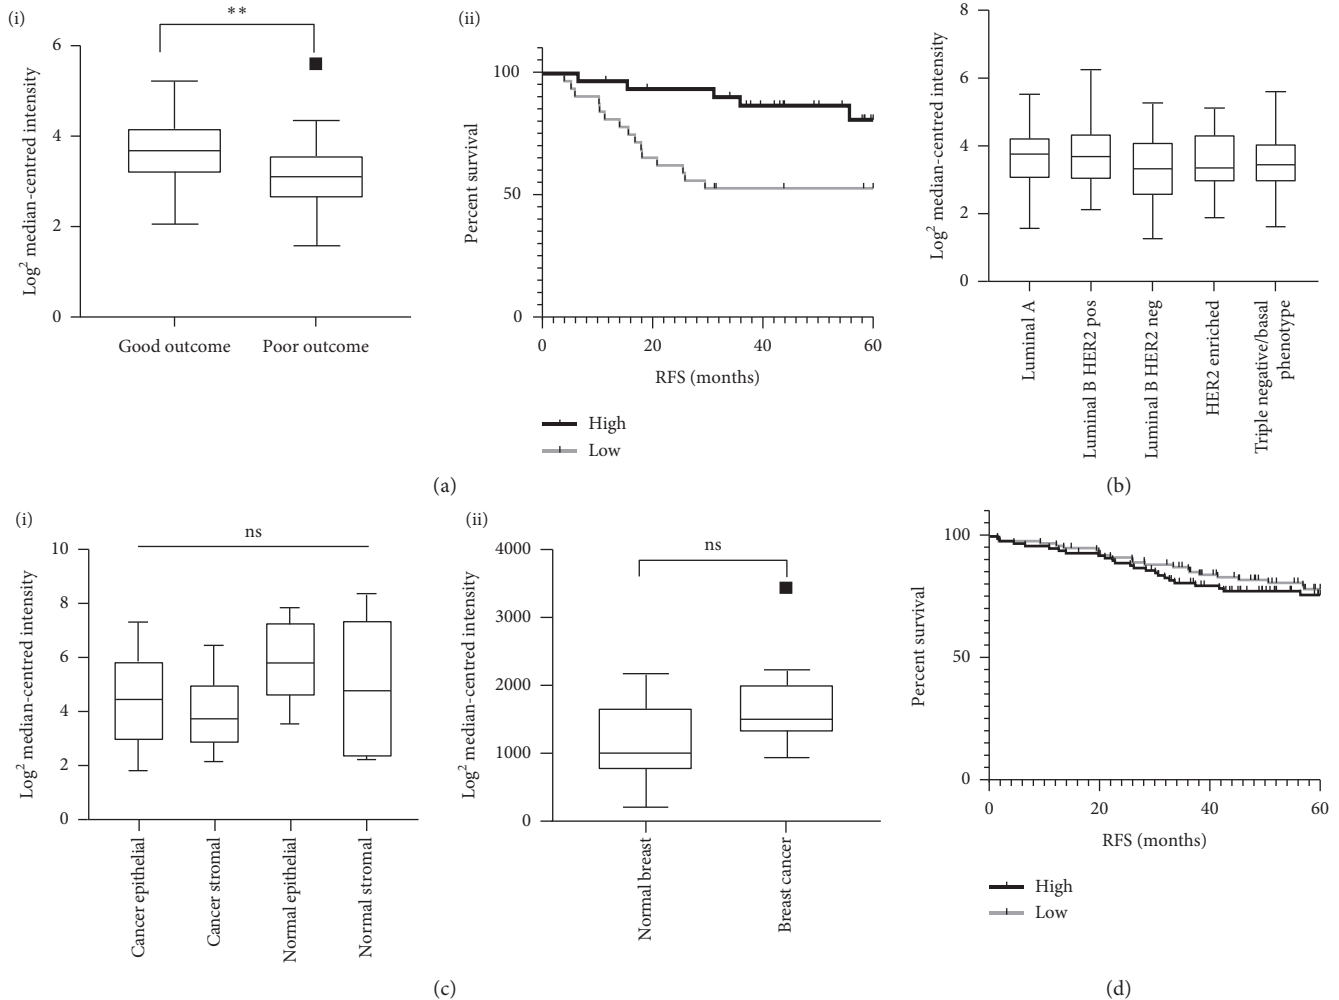 (i)
**
Log2 median-centred intensity
6
4
2
0
Good outcome
Poor outcome
(ii)
Percent survival
100
50
0
0
20
40
60
RFS (months)
High
Low
(a)
Log2 median-centred intensity
8
6
4
2
0
Luminal A
Luminal B HER2 pos
Luminal B HER2 neg
HER2 enriched
Triple negative/basal
phenotype
(b)
(i)
ns
Log2 median-centred intensity
10
8
6
4
2
0
Cancer epithelial
Cancer stromal
Normal epithelial
Normal stromal
(ii)
ns
Log2 median-centred intensity
4000
3000
2000
1000
0
Normal breast
Breast cancer
(c)
Percent survival
100
50
0
0
20
40
60
RFS (months)
High
Low
(d)